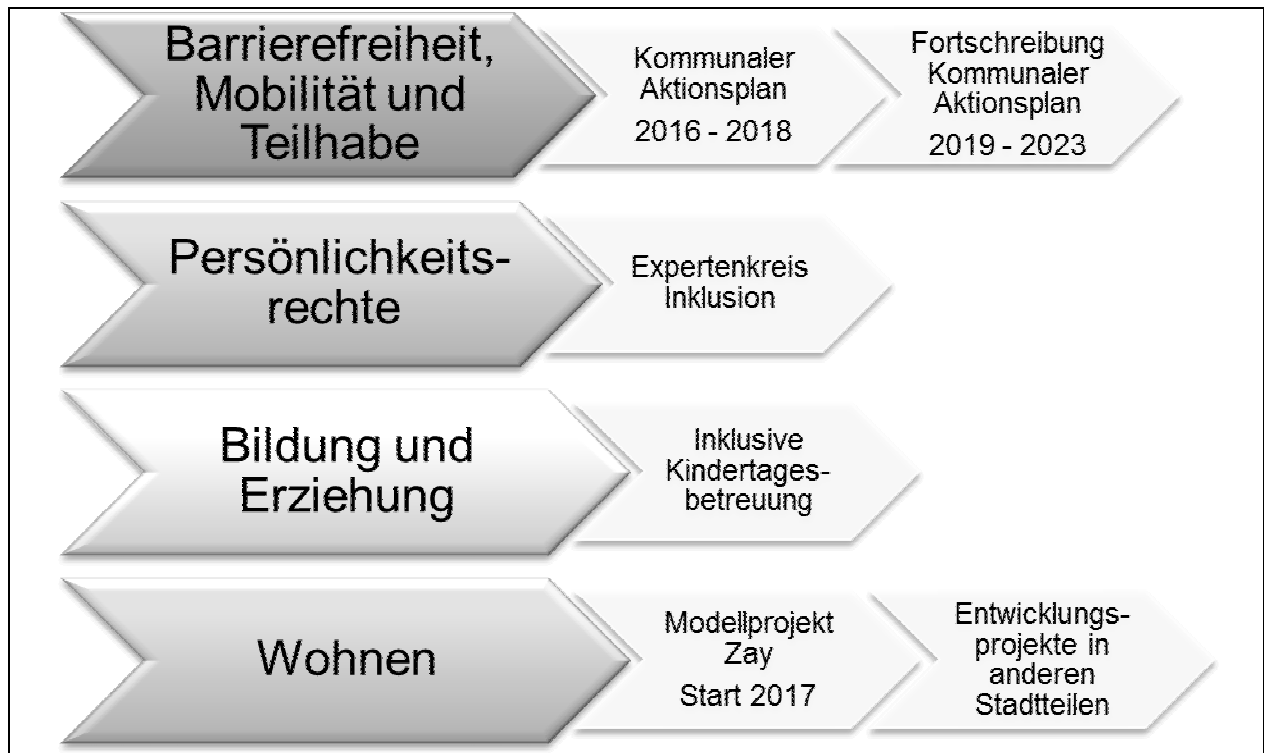 Barrierefreiheit,
Mobilität und
Teilhabe
Kommunaler
Aktionsplan
2016 - 2018
Fortschreibung
Kommunaler
Aktionsplan
2019 - 2023
Persönlichkeits-
rechte
Expertenkreis
Inklusion
Bildung und
Erziehung
Inklusive
Kindertages-
betreuung
Wohnen
Modellprojekt
Zay
Start 2017
Entwicklungs-
projekte in
anderen
Stadtteilen